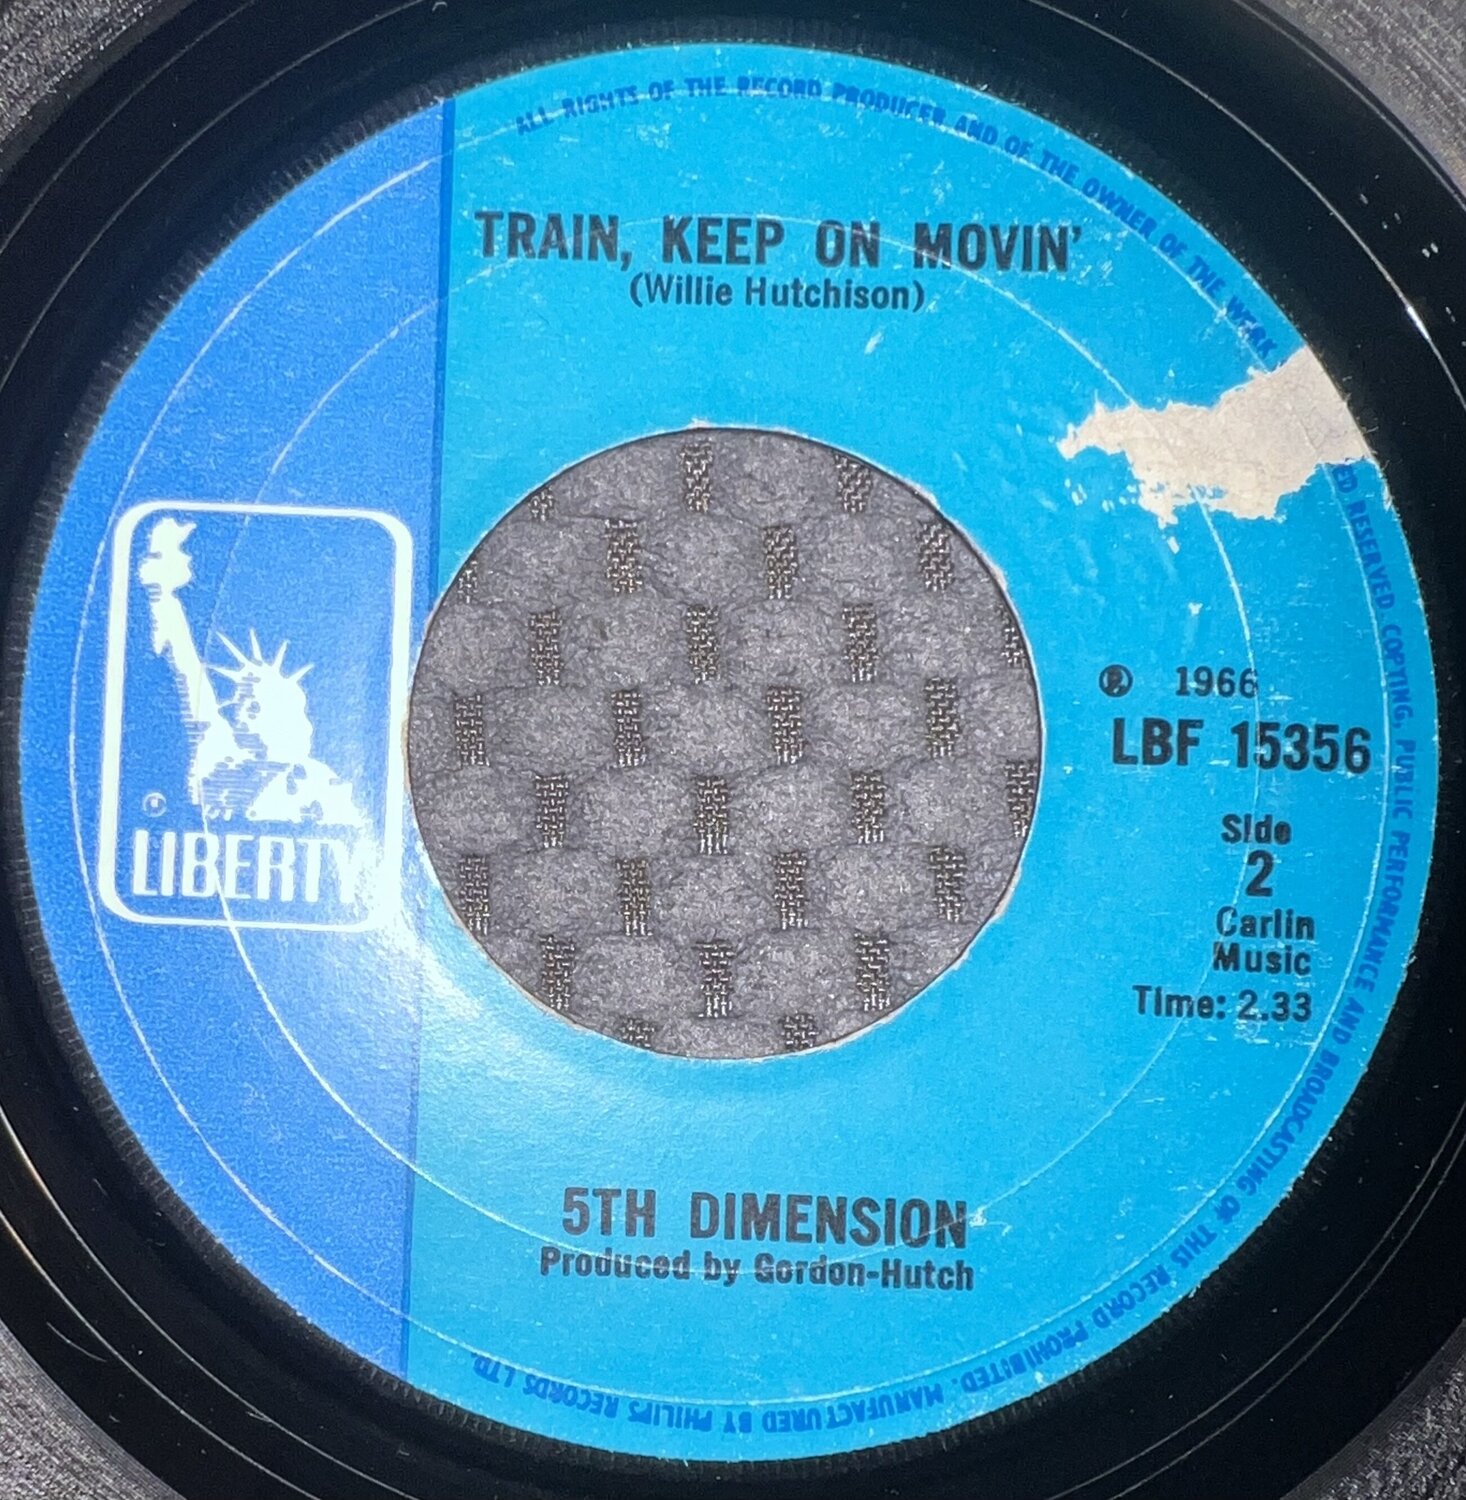 ALL RIGHTS OF THE RECORD PRODUCER AND OF THE OWNER OF THE WORK
ED RESERVED COPYING, PUBLIC PERFORMANCE AND BROADCASTING OF THIS RECORD PROHIBITED. MANUFACTURED BY PHILIPS RECORDS LTD.
TRAIN, KEEP ON MOVIN'
(Willie Hutchison)
LIBERTY
℗ 1966
LBF 15356
Side
2
Carlin
Music
Time: 2.33
5TH DIMENSION
Produced by Gordon-Hutch